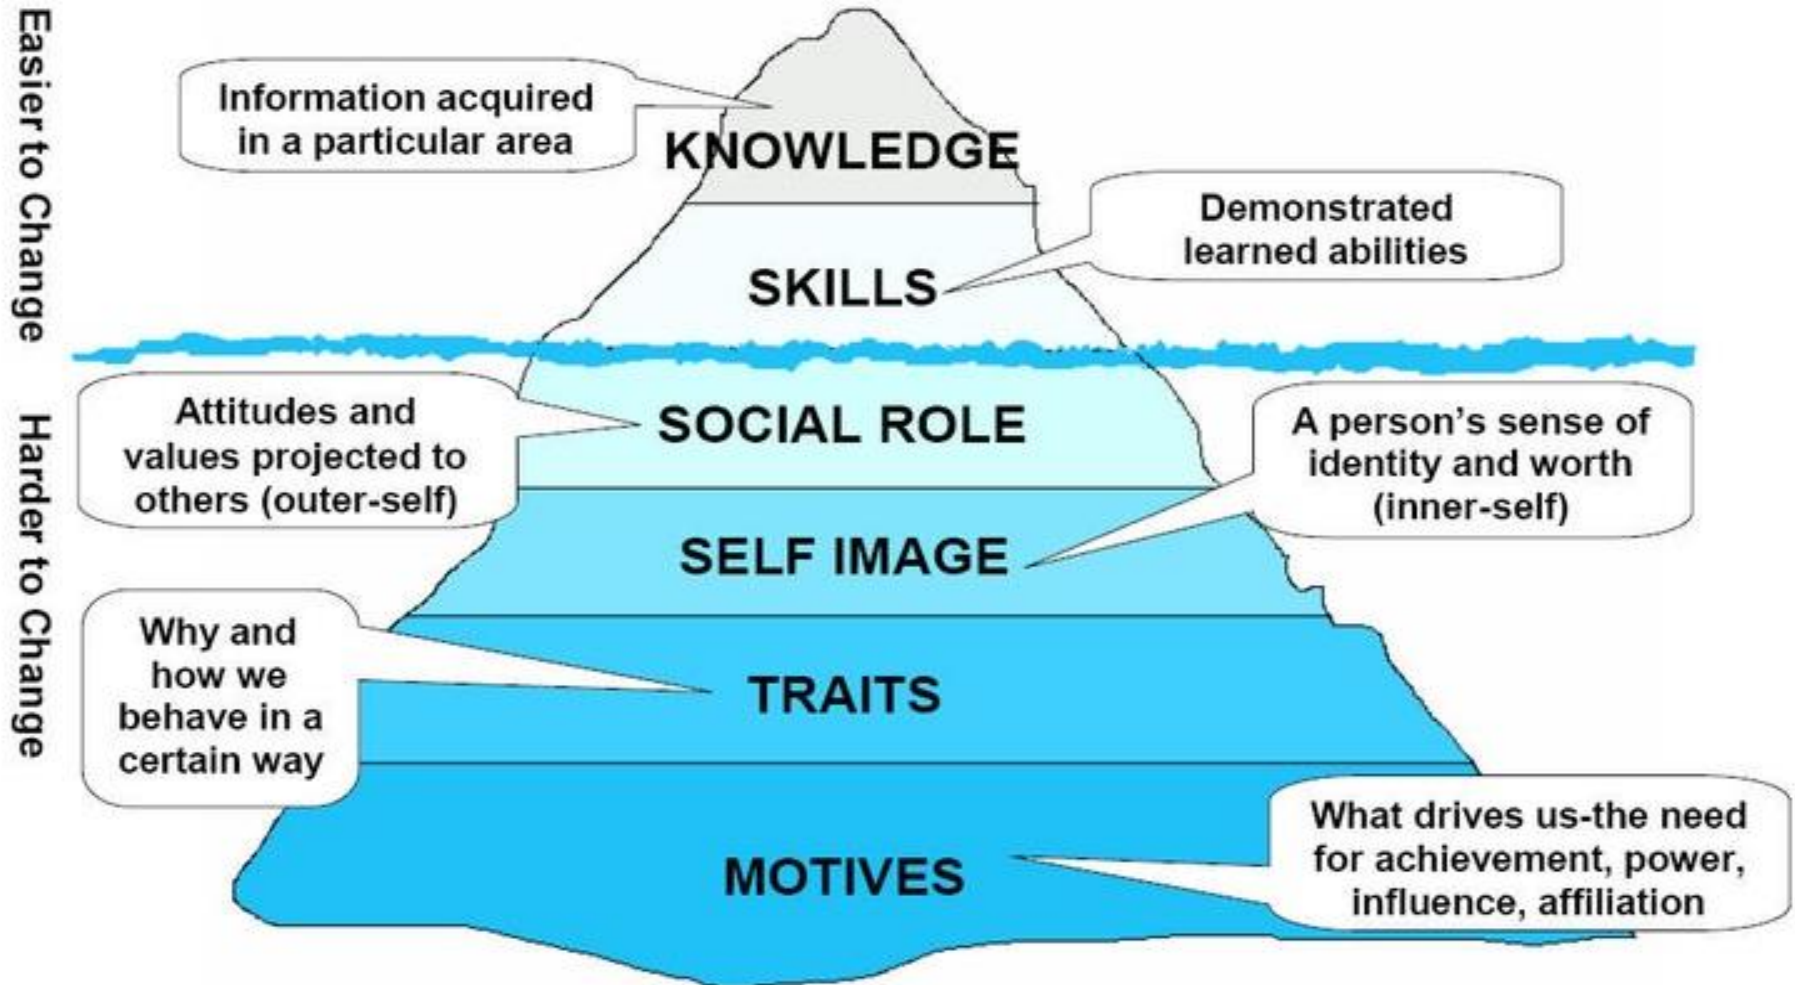 Easier to Change
Information acquired
in a particular area
KNOWLEDGE
Demonstrated
learned abilities
SKILLS
Harder to Change
Attitudes and
values projected to
others (outer-self)
SOCIAL ROLE
A person’s sense of
identity and worth
(inner-self)
SELF IMAGE
Why and
how we
behave in a
certain way
TRAITS
What drives us-the need
for achievement, power,
influence, affiliation
MOTIVES